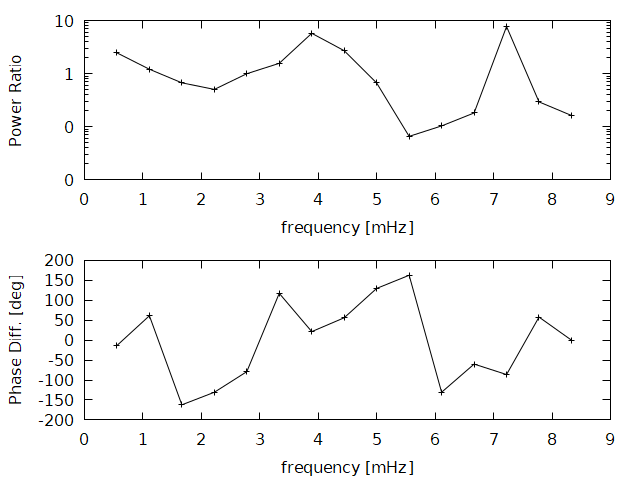 10
1
0
0
Power Ratio
0 1 2 3 4 5 6 7 8 9
frequency [mHz]
200
150
100
50
0
-50
-100
-150
-200
Phase Diff. [deg]
0 1 2 3 4 5 6 7 8 9
frequency [mHz]